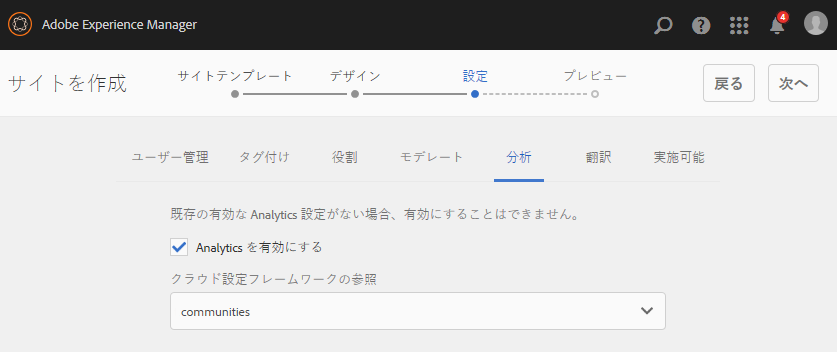 Adobe Experience Manager
4
サイトを作成
サイトテンプレート デザイン 設定 プレビュー
戻る 次へ
ユーザー管理 タグ付け 役割 モデレート 分析 翻訳 実施可能
既存の有効な Analytics 設定がない場合、有効にすることはできません。
Analytics を有効にする
クラウド設定フレームワークの参照
communities